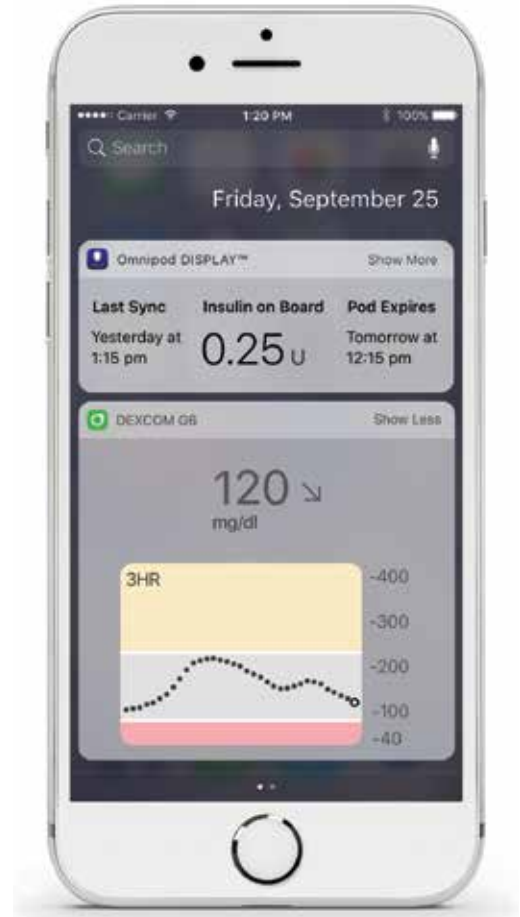 Carrier 1:20 PM 100%
Search
Friday, September 25
Omnipod DISPLAY™ Show More
Last Sync Insulin on Board Pod Expires
Yesterday at 1:15 pm 0.25 U Tomorrow at 12:15 pm
DEXCOM G6 Show Less
120
mg/dl
3HR
-400
-300
-200
-100
-40